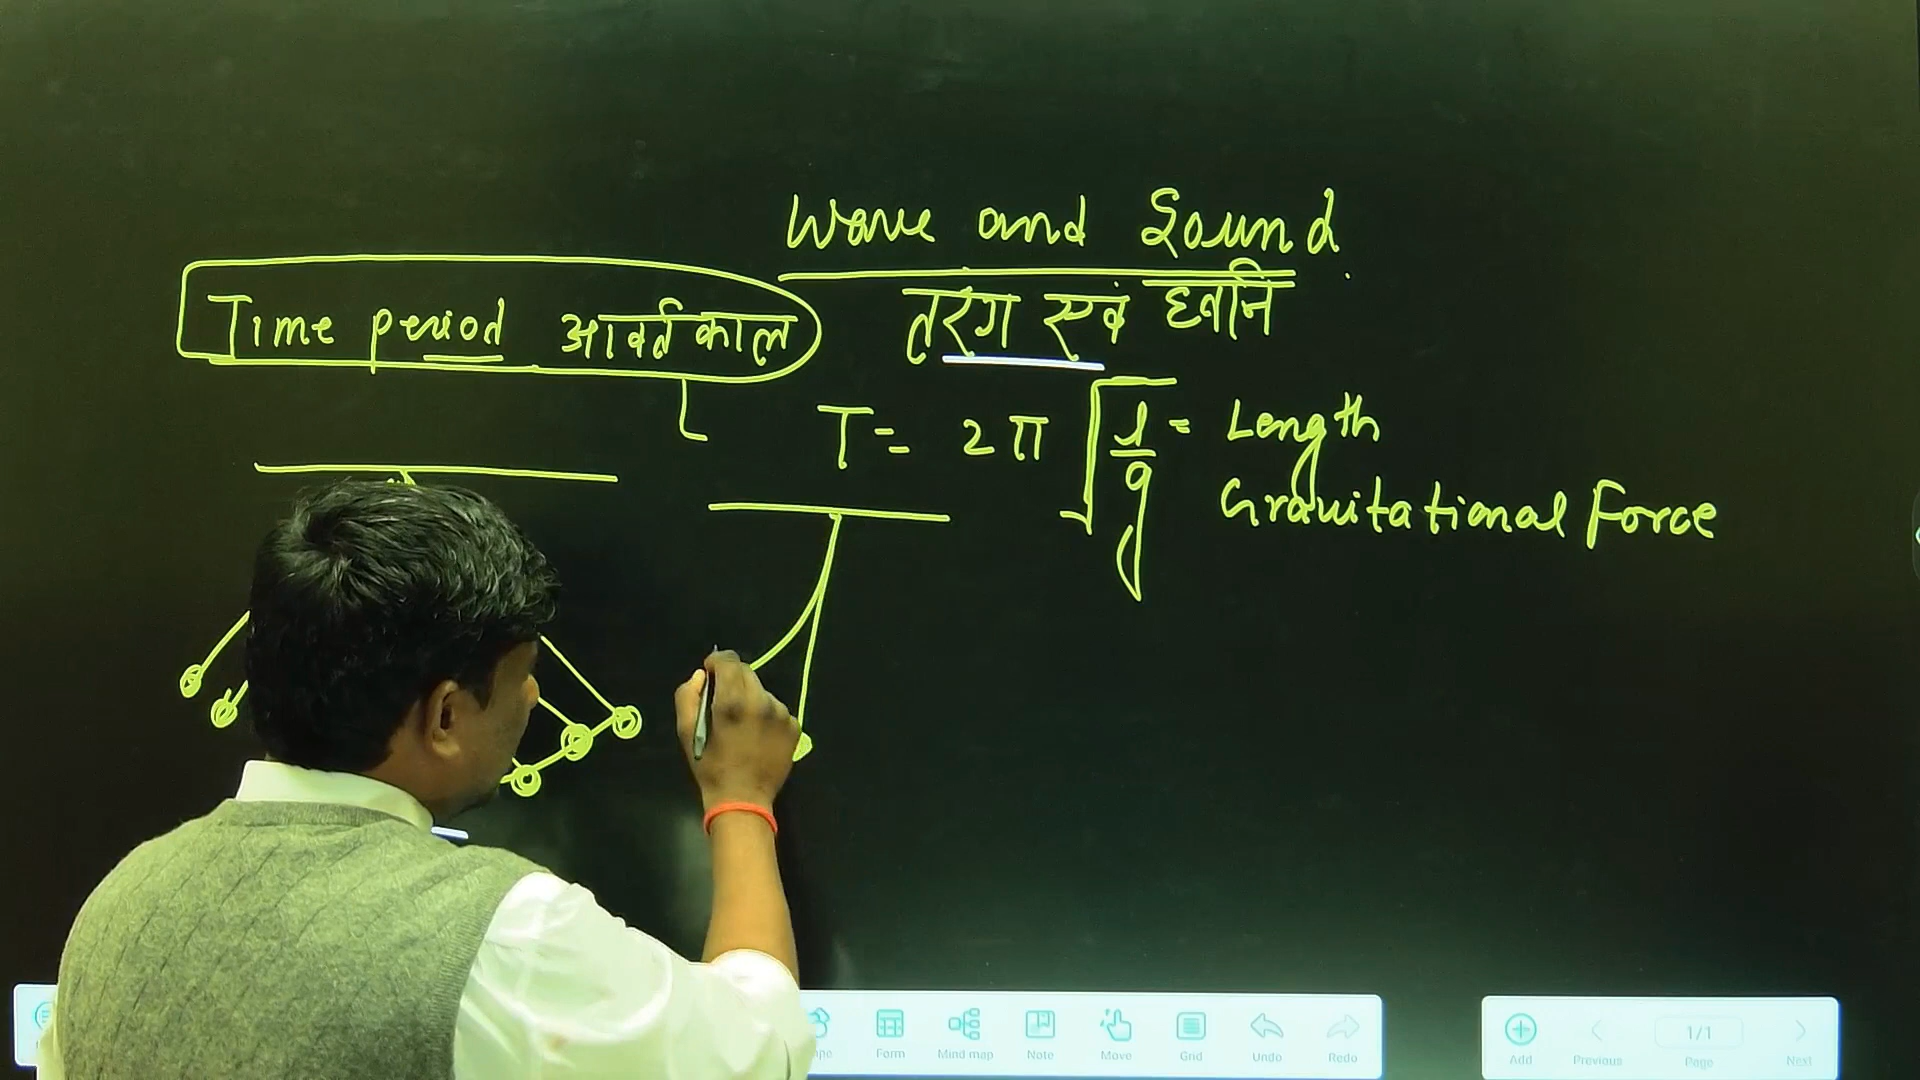 Wave and Sound.
तरंग एवं ध्वनि
Time period आवर्त काल
T = 2π √l/g = Length
Gravitational Force
Form
Mind map
Note
Move
Grid
Undo
Redo
Add
Previous
1/1
Page
Next